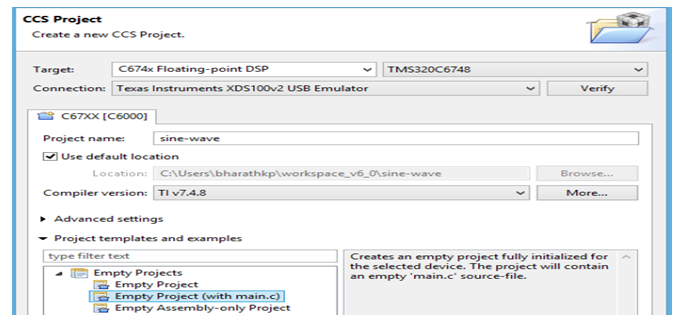 CCS Project
Create a new CCS Project.
Target: C674x Floating-point DSP TMS320C6748
Connection: Texas Instruments XDS100v2 USB Emulator Verify
C67XX [C6000]
Project name: sine-wave
Use default location
Location: C:\Users\bharathkp\workspace_v6_0\sine-wave Browse...
Compiler version: TI v7.4.8 More...
Advanced settings
Project templates and examples
type filter text
Creates an empty project fully initialized for
the selected device. The project will contain
an empty 'main.c' source-file.
Empty Projects
Empty Project
Empty Project (with main.c)
Empty Assembly-only Project